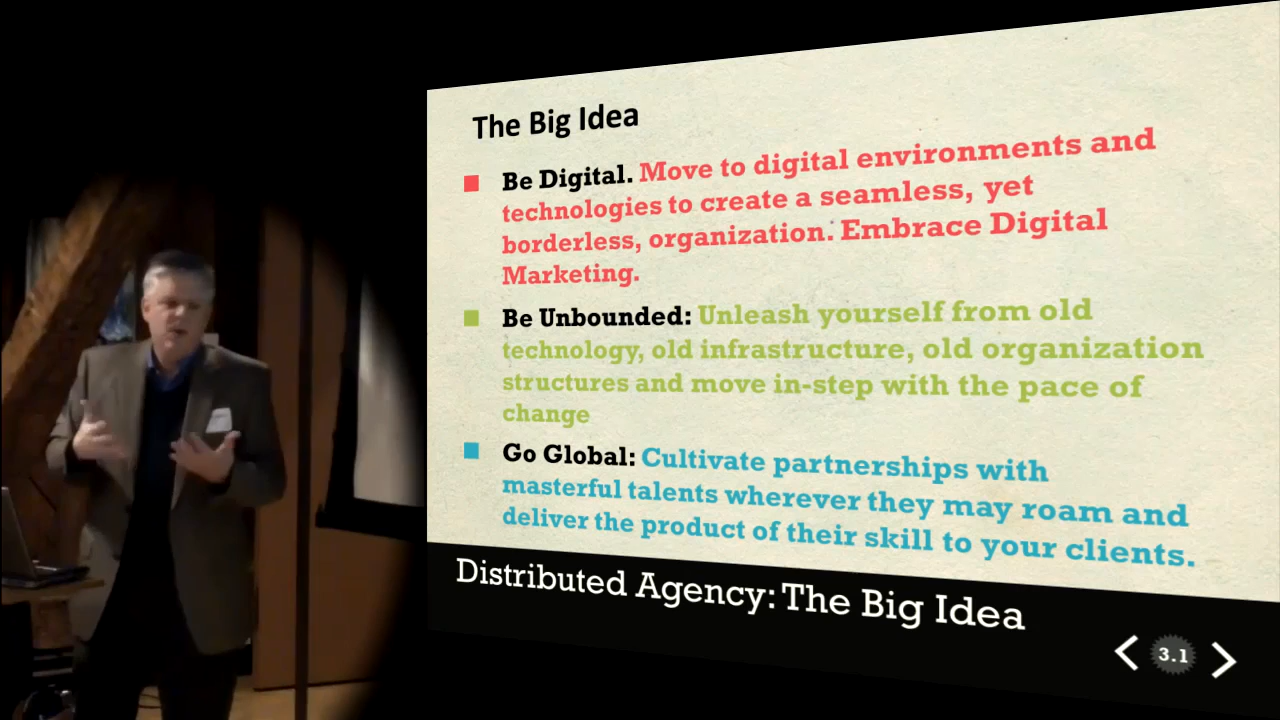 The Big Idea
Be Digital. Move to digital environments and
technologies to create a seamless, yet
borderless, organization. Embrace Digital
Marketing.
Be Unbounded: Unleash yourself from old
technology, old infrastructure, old organization
structures and move in-step with the pace of
change
Go Global: Cultivate partnerships with
masterful talents wherever they may roam and
deliver the product of their skill to your clients.
Distributed Agency: The Big Idea
3.1